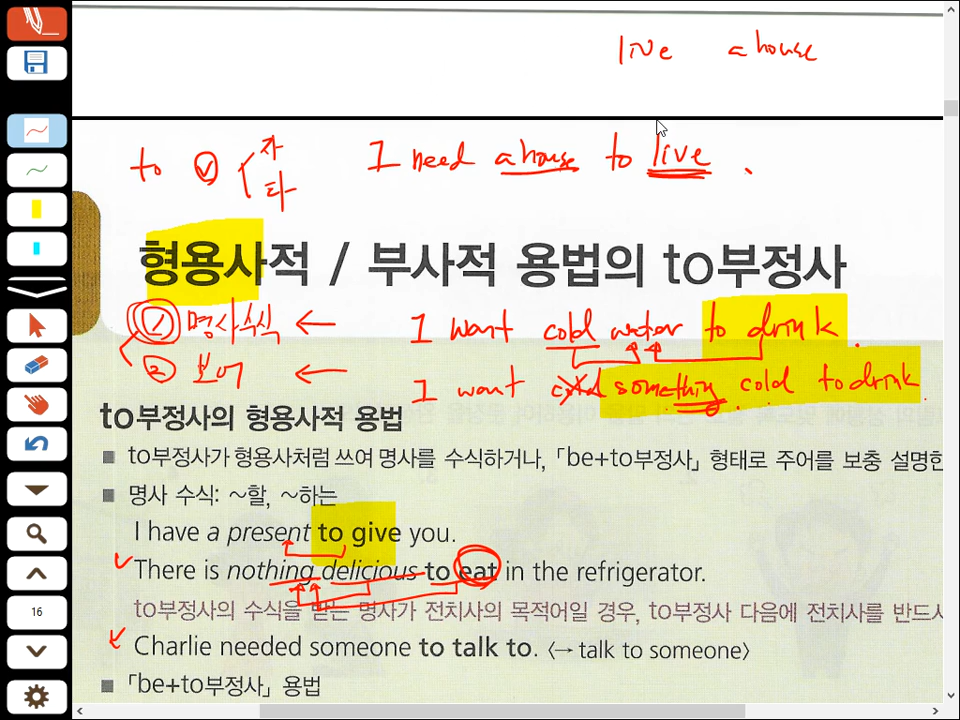 live a house
to ⓥ 자 타 I need a house to live .
형용사적 / 부사적 용법의 to부정사
① 명사수식 ← I want cold water to drink .
② 보어 ← I want cold something cold to drink .
to부정사의 형용사적 용법
■ to부정사가 형용사처럼 쓰여 명사를 수식하거나, 「be+to부정사」 형태로 주어를 보충 설명한
■ 명사 수식: ~할, ~하는
I have a present to give you.
There is nothing delicious to eat in the refrigerator.
to부정사의 수식을 받는 명사가 전치사의 목적어일 경우, to부정사 다음에 전치사를 반드시
Charlie needed someone to talk to. 〈→ talk to someone〉
■ 「be+to부정사」 용법
16